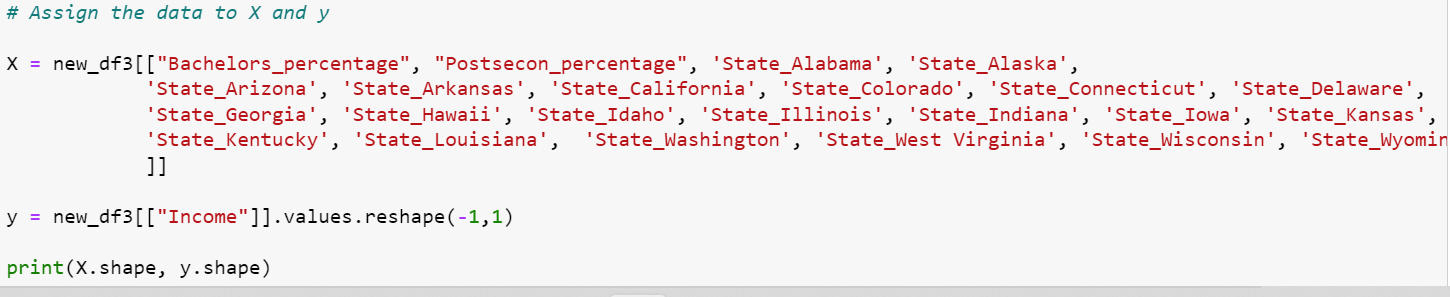 # Assign the data to X and y
X = new_df3[["Bachelors_percentage", "Postsecon_percentage", 'State_Alabama', 'State_Alaska',
'State_Arizona', 'State_Arkansas', 'State_California', 'State_Colorado', 'State_Connecticut', 'State_Delaware',
'State_Georgia', 'State_Hawaii', 'State_Idaho', 'State_Illinois', 'State_Indiana', 'State_Iowa', 'State_Kansas',
'State_Kentucky', 'State_Louisiana',  'State_Washington', 'State_West Virginia', 'State_Wisconsin', 'State_Wyomin
]]
y = new_df3[["Income"]].values.reshape(-1,1)
print(X.shape, y.shape)